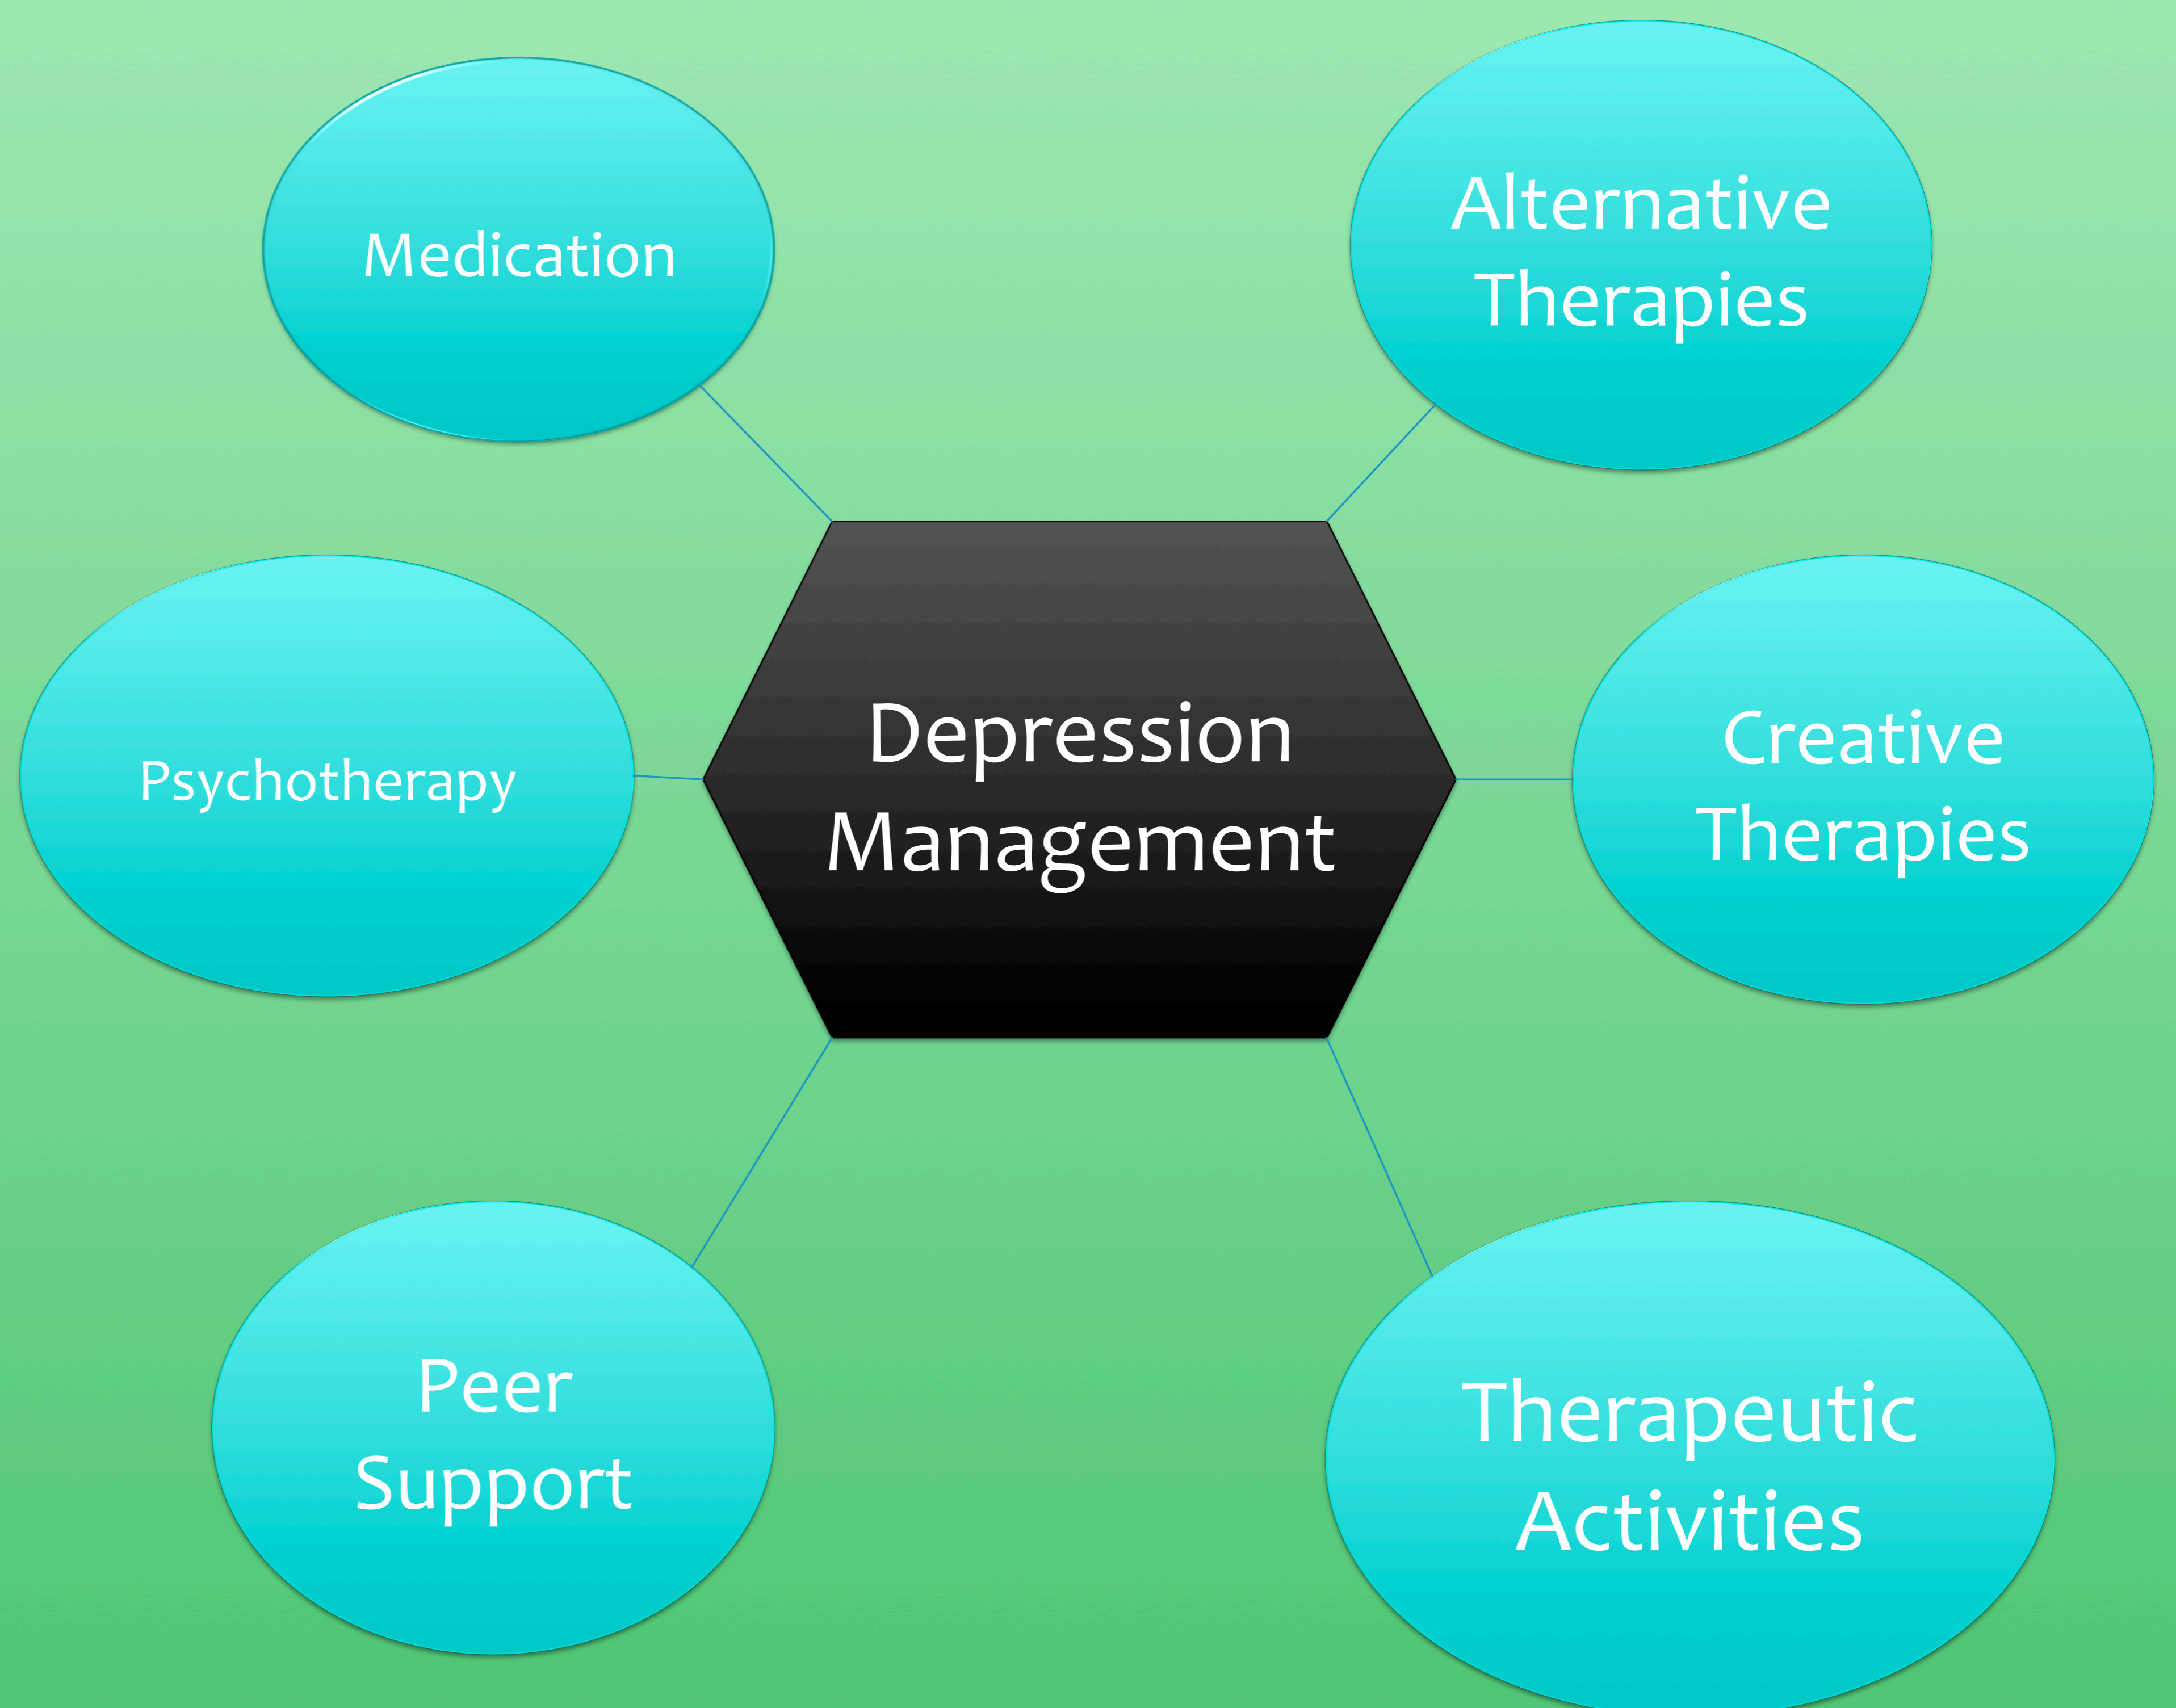 Medication
Alternative
Therapies
Psychotherapy
Depression
Management
Creative
Therapies
Peer
Support
Therapeutic
Activities